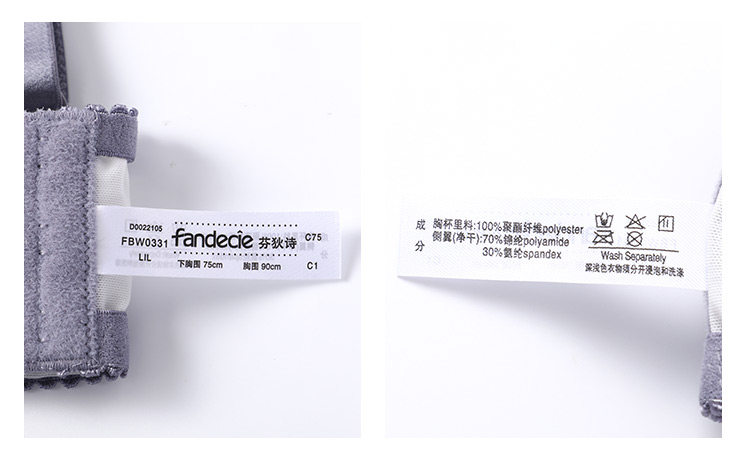 D0022105
FBW0331 fandecie 芬狄诗 C75
LIL 下胸围 75cm 胸围 90cm C1
成分
胸杯里料:100%聚酯纤维polyester
侧翼(净干):70%锦纶polyamide
30%氨纶spandex
Wash Separately
深浅色衣物须分开浸泡和洗涤